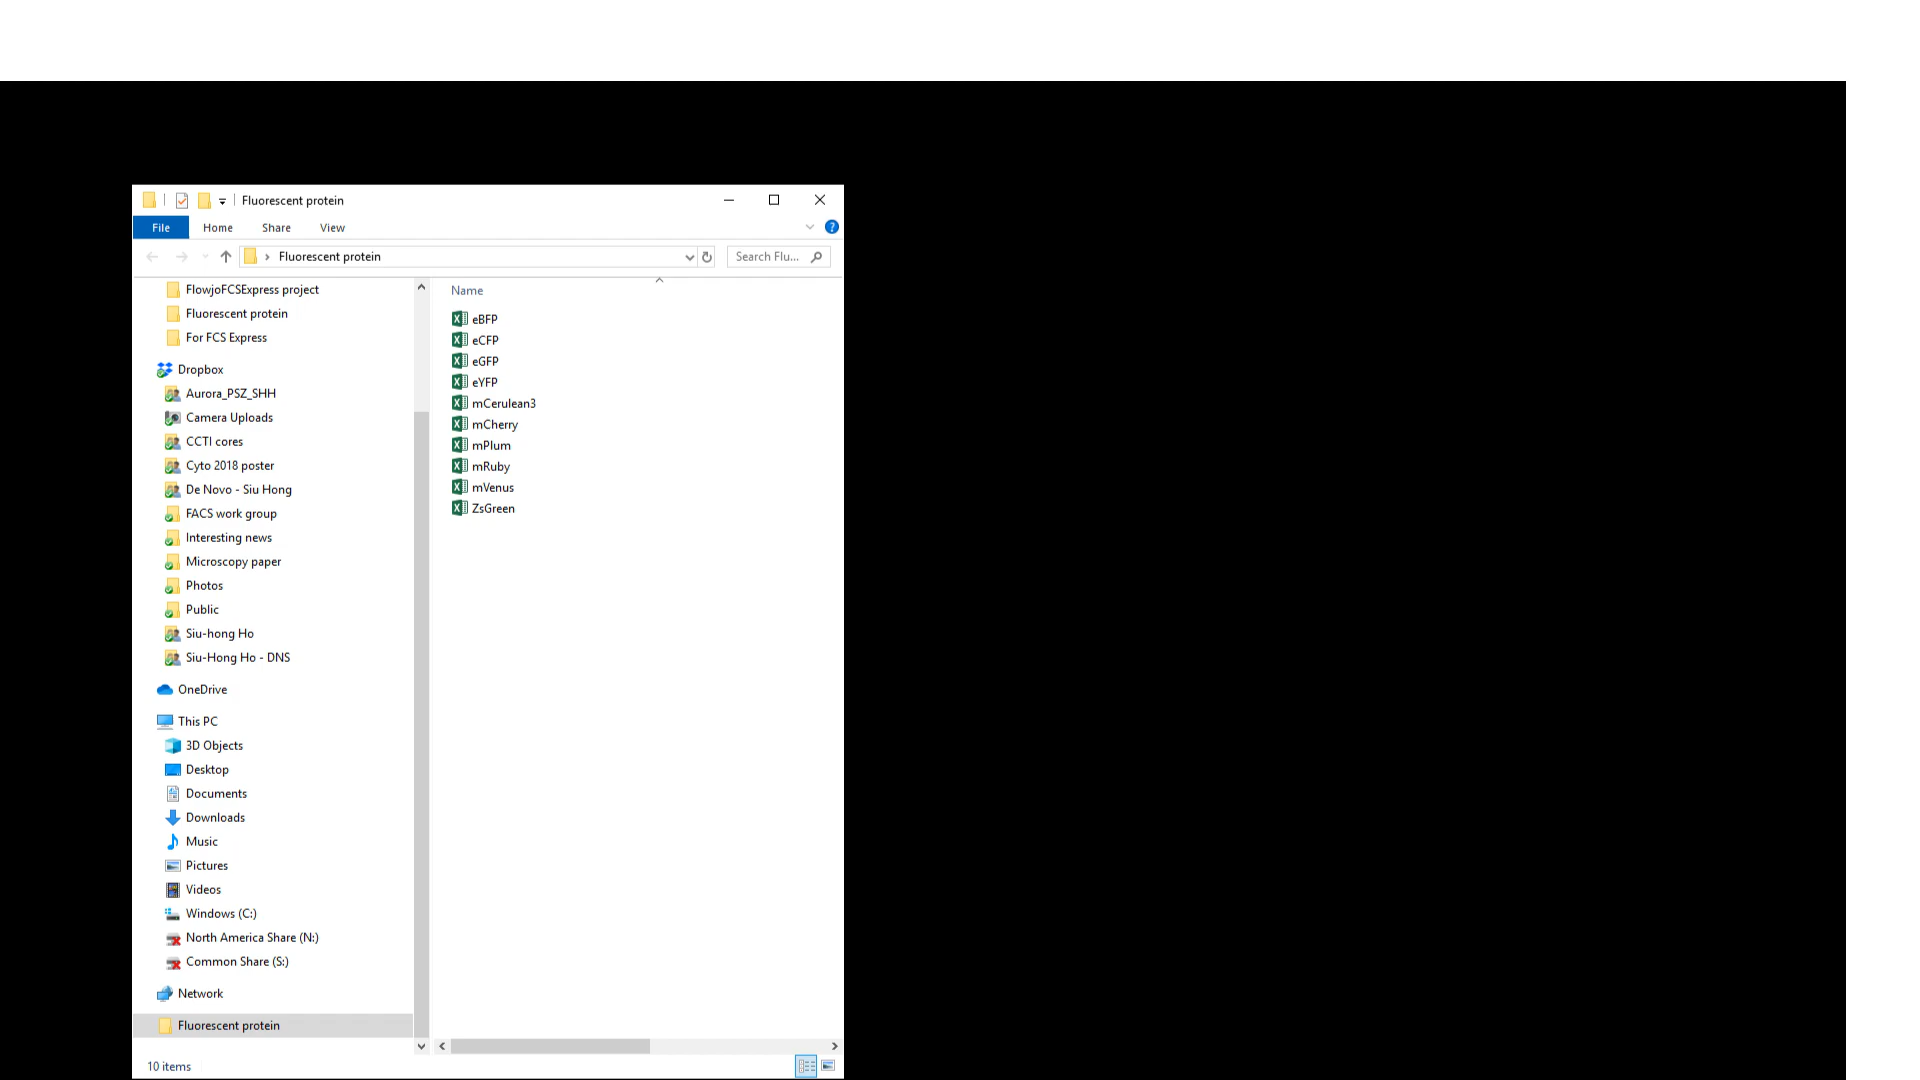 Fluorescent protein
File Home Share View
Fluorescent protein
Search Flu...
FlowjoFCSExpress project
Fluorescent protein
For FCS Express
Dropbox
Aurora_PSZ_SHH
Camera Uploads
CCTI cores
Cyto 2018 poster
De Novo - Siu Hong
FACS work group
Interesting news
Microscopy paper
Photos
Public
Siu-hong Ho
Siu-Hong Ho - DNS
OneDrive
This PC
3D Objects
Desktop
Documents
Downloads
Music
Pictures
Videos
Windows (C:)
North America Share (N:)
Common Share (S:)
Network
Fluorescent protein
Name
eBFP
eCFP
eGFP
eYFP
mCerulean3
mCherry
mPlum
mRuby
mVenus
ZsGreen
10 items